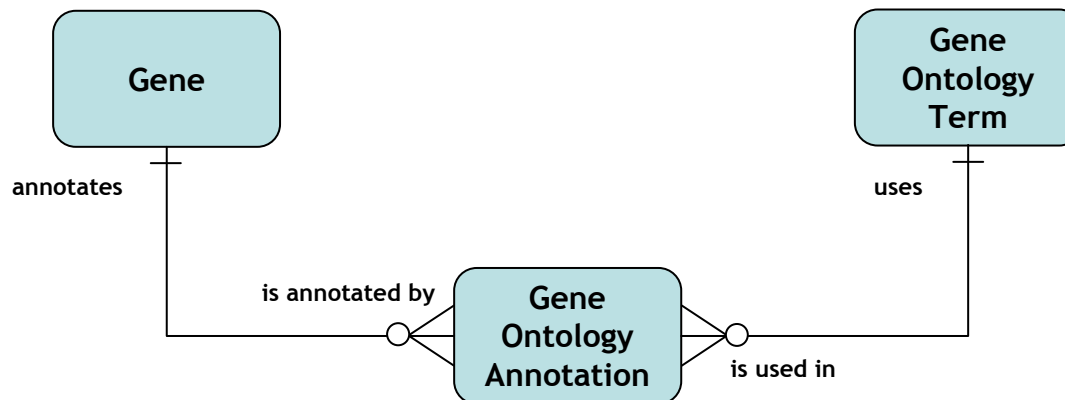 Gene
Gene
Ontology
Term
annotates
uses
is annotated by
Gene
Ontology
Annotation
is used in